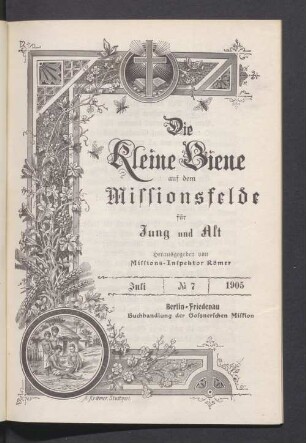 Die
Kleine Biene
auf dem
Missionsfelde
für
Jung und Alt
Herausgegeben von
Missions-Inspektor Römer
Juli № 7 1905
Berlin-Friedenau
Buchhandlung der Goßnerschen Mission